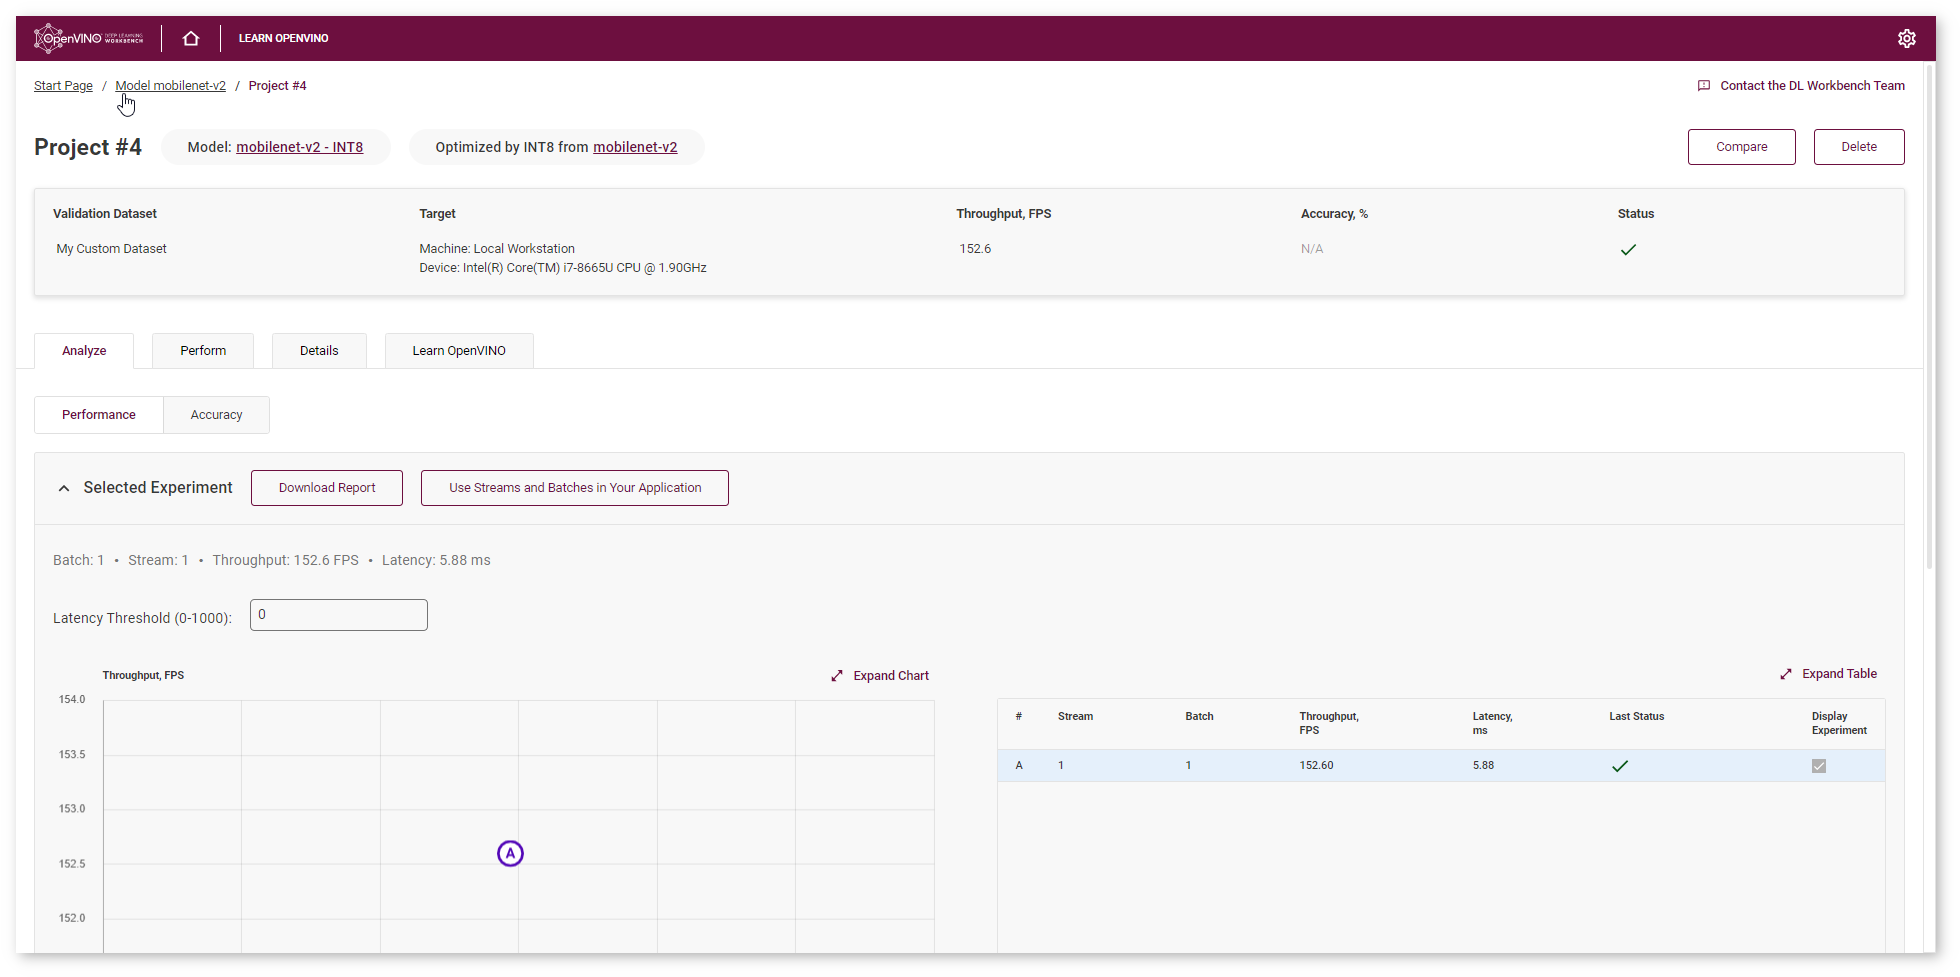 OpenVINO DEEP LEARNING WORKBENCH
LEARN OPENVINO
Start Page / Model mobilenet-v2 / Project #4
Contact the DL Workbench Team
Project #4
Model: mobilenet-v2 - INT8
Optimized by INT8 from mobilenet-v2
Compare
Delete
Validation Dataset
Target
Throughput, FPS
Accuracy, %
Status
My Custom Dataset
Machine: Local Workstation
Device: Intel(R) Core(TM) i7-8665U CPU @ 1.90GHz
152.6
N/A
Analyze
Perform
Details
Learn OpenVINO
Performance
Accuracy
Selected Experiment
Download Report
Use Streams and Batches in Your Application
Batch: 1 • Stream: 1 • Throughput: 152.6 FPS • Latency: 5.88 ms
Latency Threshold (0-1000):
0
Throughput, FPS
Expand Chart
154.0
153.5
153.0
152.5
152.0
A
Expand Table
#
Stream
Batch
Throughput, FPS
Latency, ms
Last Status
Display Experiment
A
1
1
152.60
5.88